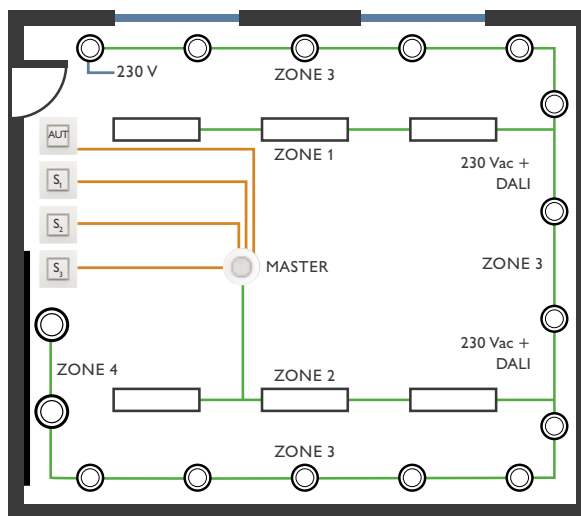 230 V
ZONE 3
AUT
ZONE 1
230 Vac +
DALI
S₁
S₂
S₃
MASTER
ZONE 3
230 Vac +
DALI
ZONE 4
ZONE 2
ZONE 3